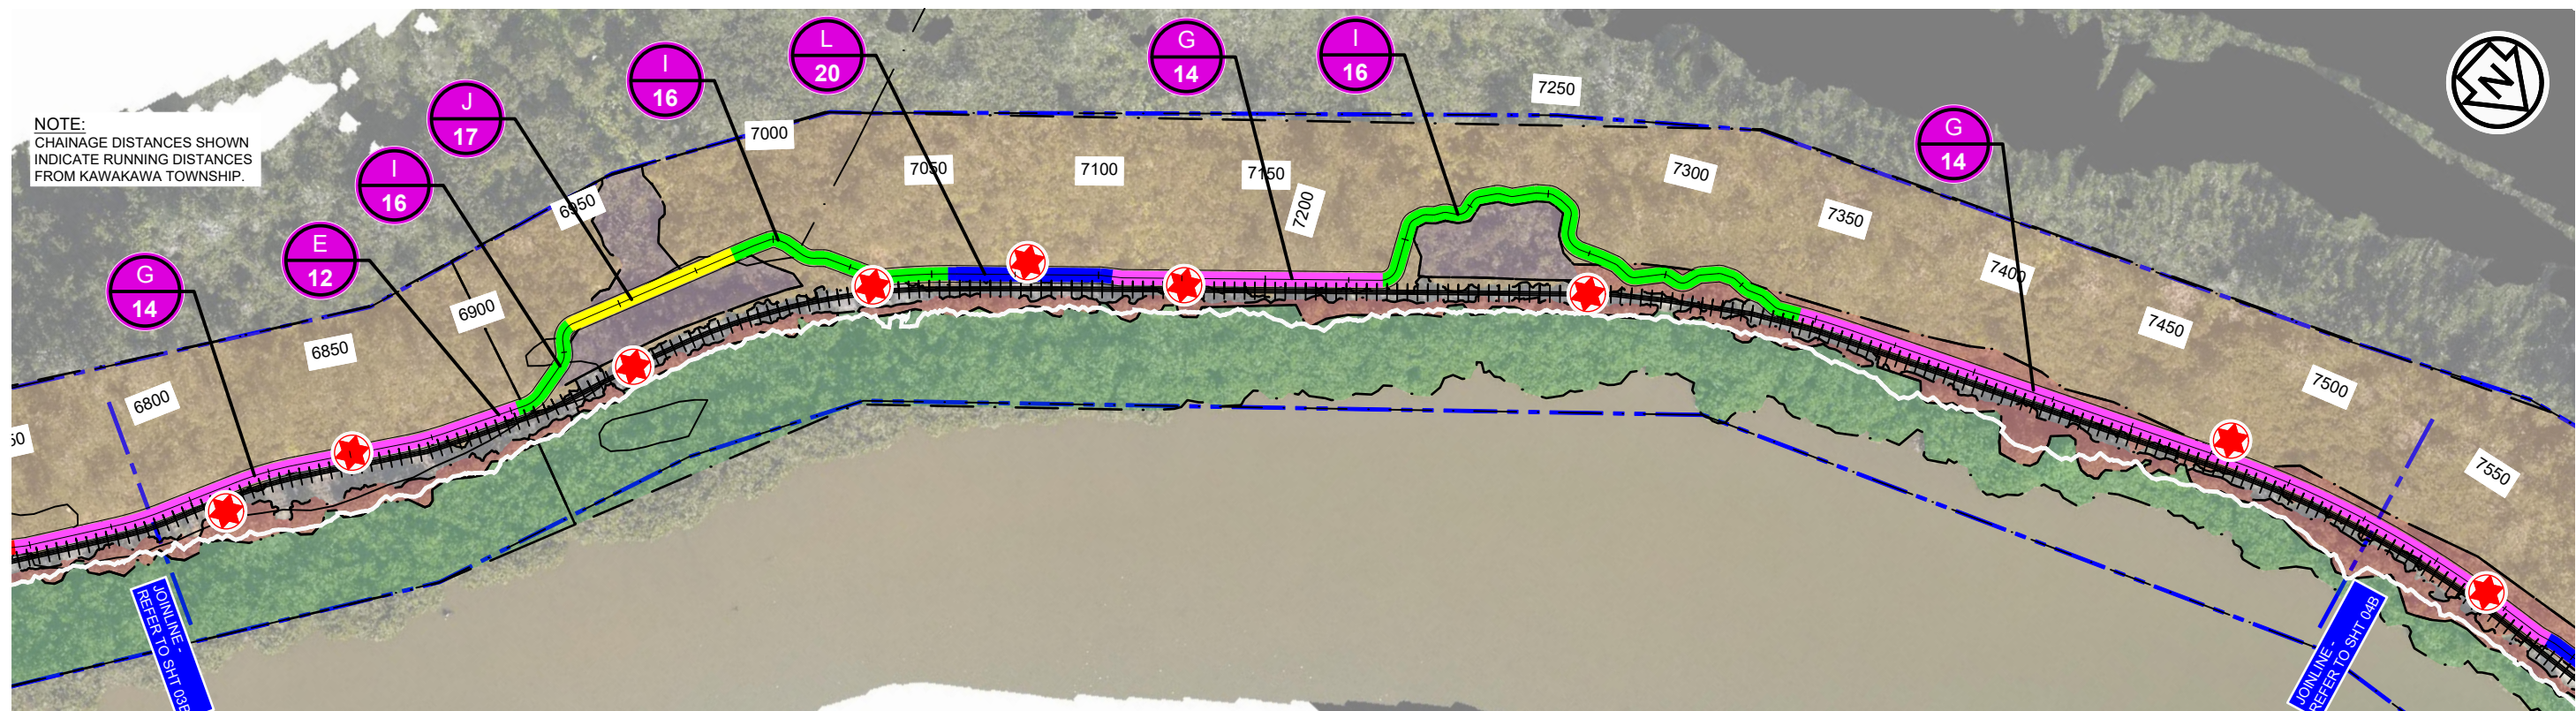 NOTE:
CHAINAGE DISTANCES SHOWN
INDICATE RUNNING DISTANCES
FROM KAWAKAWA TOWNSHIP.
G
14
E
12
I
16
J
17
I
16
L
20
G
14
I
16
G
14
N
50
6800
6850
6900
6950
7000
7050
7100
7150
7200
7250
7300
7350
7400
7450
7500
7550
JOINLINE -
REFER TO SHT 03B
JOINLINE -
REFER TO SHT 04B